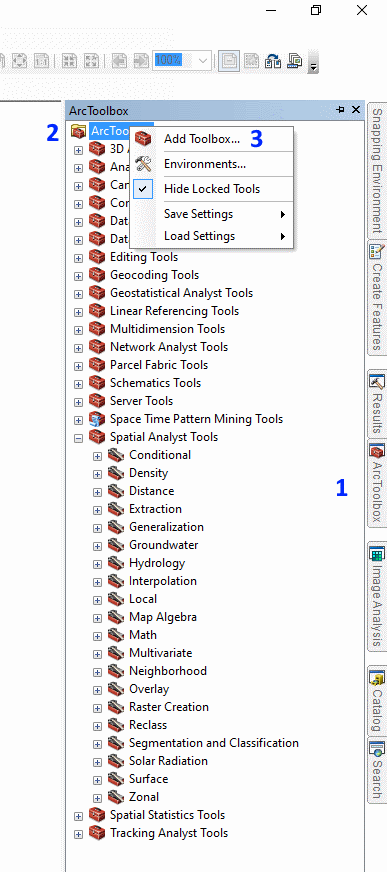 100%
ArcToolbox
2
ArcToo
Add Toolbox...
3
3D A
Environments...
Ana
Car
Hide Locked Tools
Con
Data
Save Settings
Data
Load Settings
Editing Tools
Geocoding Tools
Geostatistical Analyst Tools
Linear Referencing Tools
Multidimension Tools
Network Analyst Tools
Parcel Fabric Tools
Schematics Tools
Server Tools
Space Time Pattern Mining Tools
Spatial Analyst Tools
Conditional
Density
Distance
Extraction
Generalization
Groundwater
Hydrology
Interpolation
Local
Map Algebra
Math
Multivariate
Neighborhood
Overlay
Raster Creation
Reclass
Segmentation and Classification
Solar Radiation
Surface
Zonal
Spatial Statistics Tools
Tracking Analyst Tools
Snapping Environment
Create Features
Results
1
ArcToolbox
Image Analysis
Catalog
Search